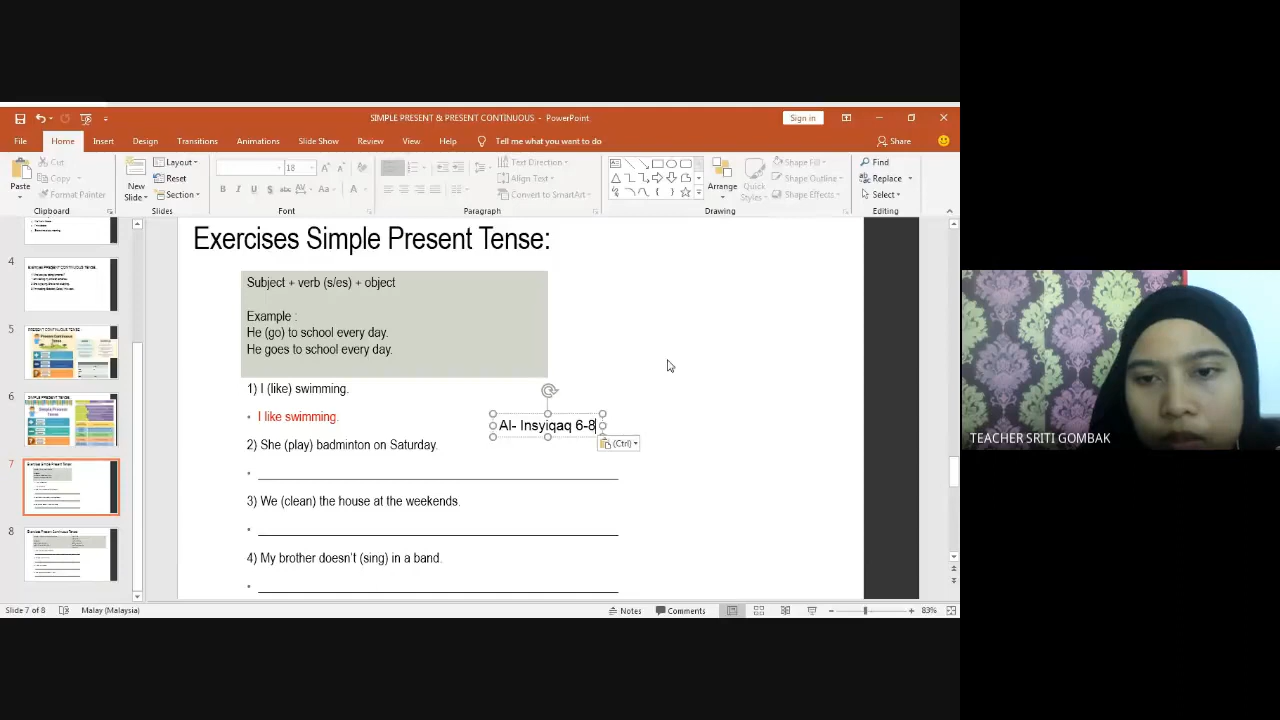 SIMPLE PRESENT & PRESENT CONTINUOUS - PowerPoint
Sign in
File Home Insert Design Transitions Animations Slide Show Review View Help Tell me what you want to do Share
Paste
Cut
Copy
Format Painter
Clipboard
New Slide
Layout
Reset
Section
Slides
18
Font
Text Direction
Align Text
Convert to SmartArt
Paragraph
Arrange
Quick Styles
Shape Fill
Shape Outline
Shape Effects
Drawing
Find
Replace
Select
Editing
4
5
6
7
8
Exercises Simple Present Tense:
Subject + verb (s/es) + object
Example :
He (go) to school every day.
He goes to school every day.
1) I (like) swimming.
• I like swimming.
Al- Insyiqaq 6-8
(Ctrl)
2) She (play) badminton on Saturday.
3) We (clean) the house at the weekends.
4) My brother doesn't (sing) in a band.
Slide 7 of 8 Malay (Malaysia) Notes Comments 83%
TEACHER SRITI GOMBAK